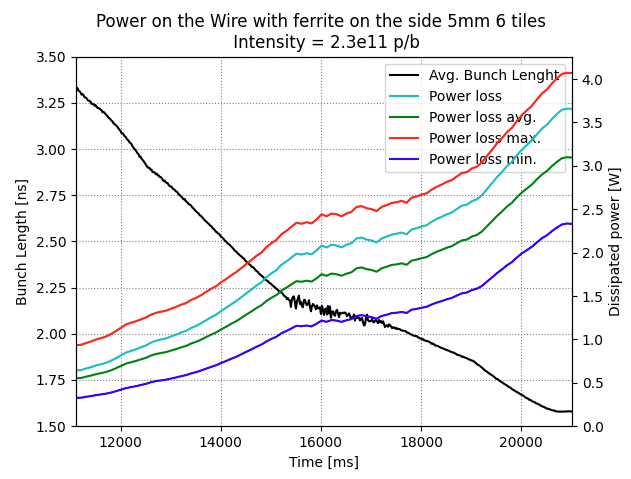 Power on the Wire with ferrite on the side 5mm 6 tiles
Intensity = 2.3e11 p/b
Avg. Bunch Lenght
Power loss
Power loss avg.
Power loss max.
Power loss min.
3.50
3.25
3.00
2.75
2.50
2.25
2.00
1.75
1.50
Bunch Length [ns]
4.0
3.5
3.0
2.5
2.0
1.5
1.0
0.5
0.0
Dissipated power [W]
12000
14000
16000
18000
20000
Time [ms]